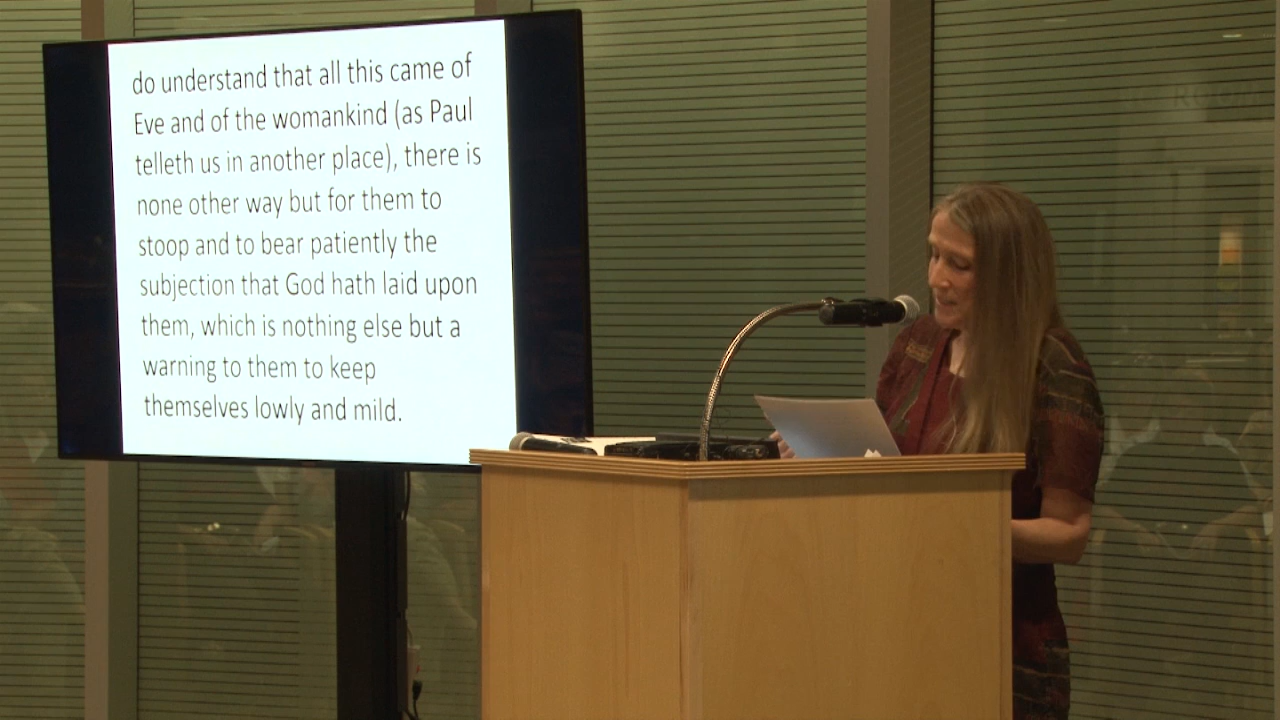 do understand that all this came of
Eve and of the womankind (as Paul
telleth us in another place), there is
none other way but for them to
stoop and to bear patiently the
subjection that God hath laid upon
them, which is nothing else but a
warning to them to keep
themselves lowly and mild.